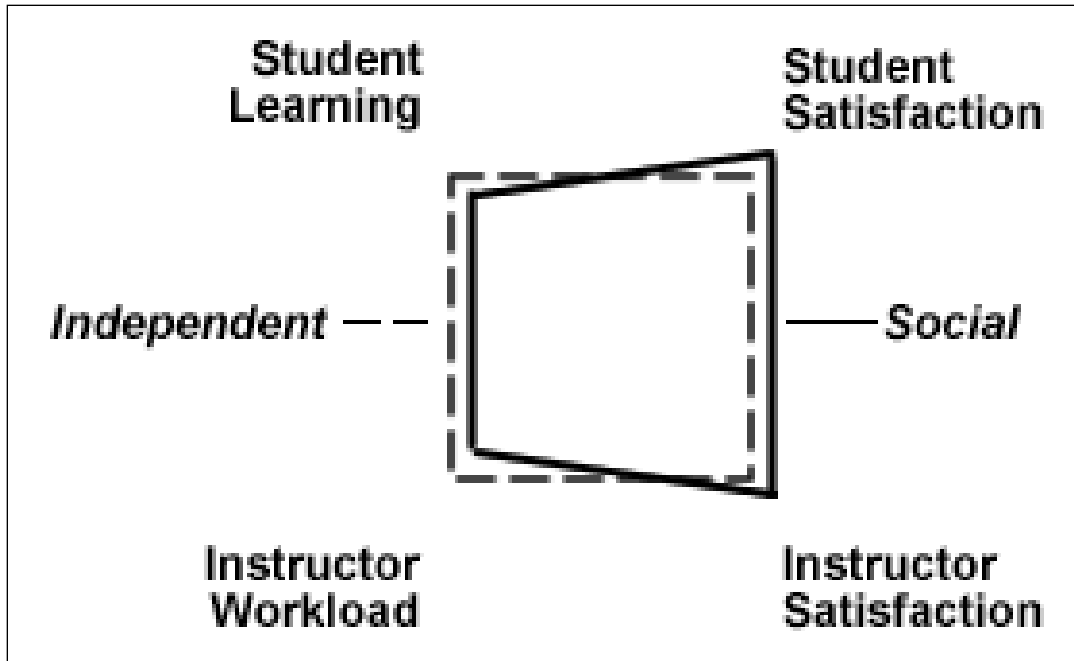 Student
Learning
Student
Satisfaction
Independent
Social
Instructor
Workload
Instructor
Satisfaction